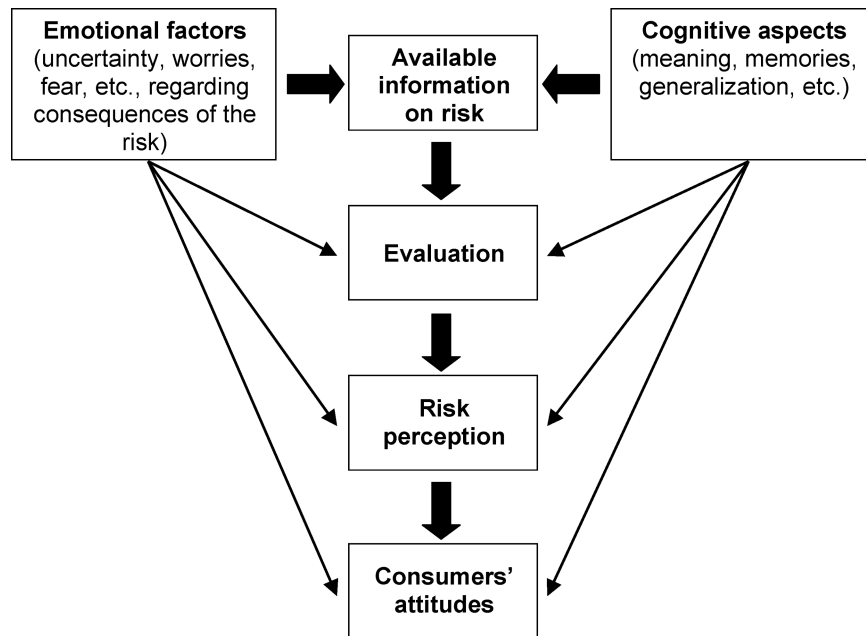 Emotional factors
(uncertainty, worries,
fear, etc., regarding
consequences of the
risk)
Available
information
on risk
Cognitive aspects
(meaning, memories,
generalization, etc.)
Evaluation
Risk
perception
Consumers’
attitudes